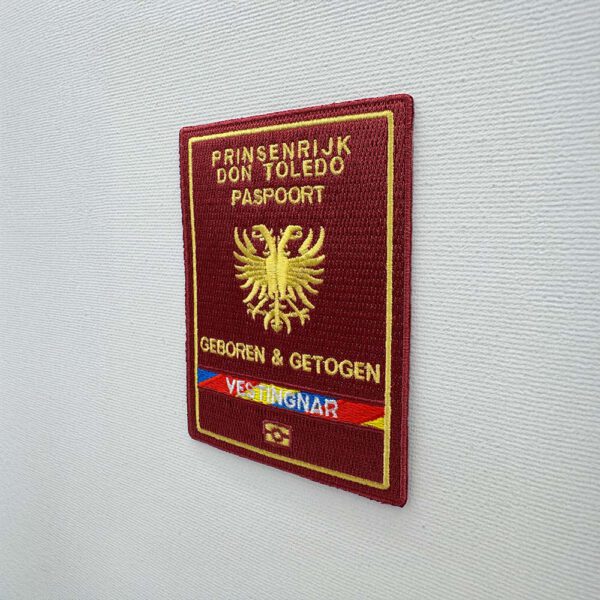 PRINSENRIJK
DON TOLEDO
PASPOORT
GEBOREN & GETOGEN
VESTINGNAR